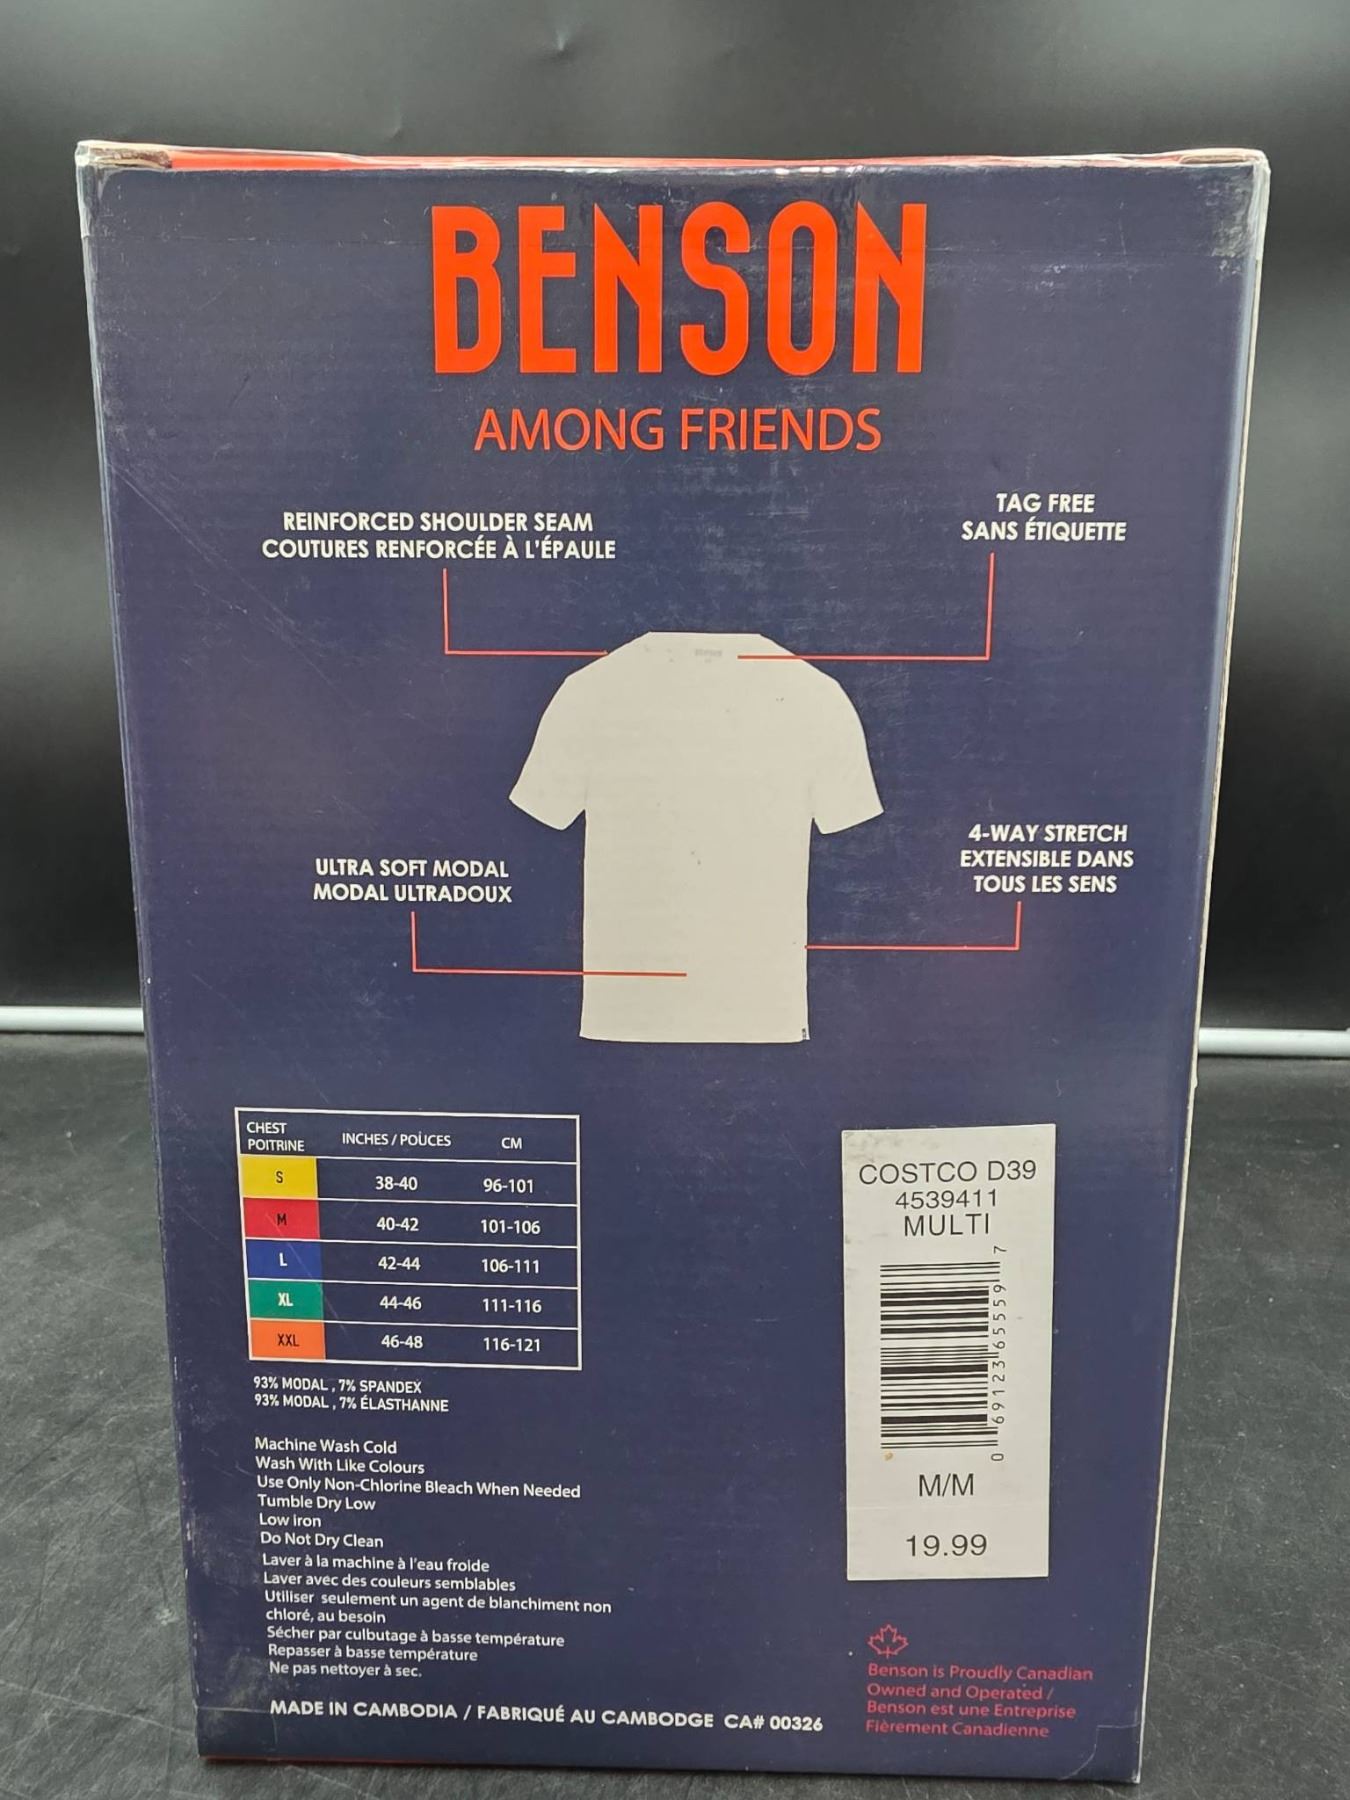 BENSON
AMONG FRIENDS
REINFORCED SHOULDER SEAM
COUTURES RENFORCÉE À L'ÉPAULE
TAG FREE
SANS ÉTIQUETTE
ULTRA SOFT MODAL
MODAL ULTRADOUX
4-WAY STRETCH
EXTENSIBLE DANS
TOUS LES SENS
CHEST
POITRINE
INCHES / POUCES
CM
S 38-40 96-101
M 40-42 101-106
L 42-44 106-111
XL 44-46 111-116
XXL 46-48 116-121
93% MODAL , 7% SPANDEX
93% MODAL , 7% ÉLASTHANNE
Machine Wash Cold
Wash With Like Colours
Use Only Non-Chlorine Bleach When Needed
Tumble Dry Low
Low iron
Do Not Dry Clean
Laver à la machine à l'eau froide
Laver avec des couleurs semblables
Utiliser seulement un agent de blanchiment non
chloré, au besoin
Sécher par culbutage à basse température
Repasser à basse température
Ne pas nettoyer à sec.
MADE IN CAMBODIA / FABRIQUÉ AU CAMBODGE CA# 00326
COSTCO D39
4539411
MULTI
0 69123 65559 7
M/M
19.99
Benson is Proudly Canadian
Owned and Operated /
Benson est une Entreprise
Fièrement Canadienne